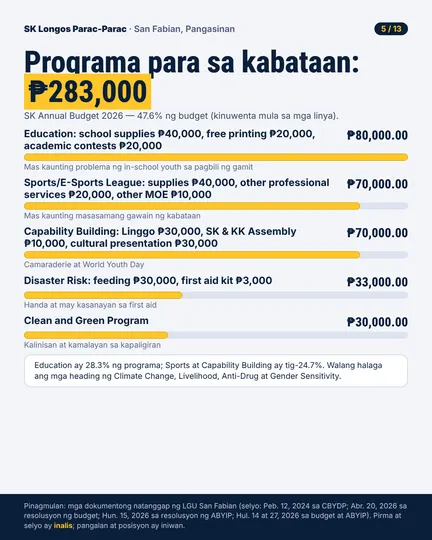 SK Longos Parac-Parac · San Fabian, Pangasinan
5 / 13
Programa para sa kabataan:
₱283,000
SK Annual Budget 2026 — 47.6% ng budget (kinuwenta mula sa mga linya).
Education: school supplies ₱40,000, free printing ₱20,000,
academic contests ₱20,000
₱80,000.00
Mas kaunting problema ng in-school youth sa pagbili ng gamit
Sports/E-Sports League: supplies ₱40,000, other professional
services ₱20,000, other MOE ₱10,000
₱70,000.00
Mas kaunting masasamang gawain ng kabataan
Capability Building: Linggo ₱30,000, SK & KK Assembly
₱10,000, cultural presentation ₱30,000
₱70,000.00
Camaraderie at World Youth Day
Disaster Risk: feeding ₱30,000, first aid kit ₱3,000
₱33,000.00
Handa at may kasanayan sa first aid
Clean and Green Program
₱30,000.00
Kalinisan at kamalayan sa kapaligiran
Education ay 28.3% ng programa; Sports at Capability Building ay tig-24.7%. Walang halaga
ang mga heading ng Climate Change, Livelihood, Anti-Drug at Gender Sensitivity.
Pinagmulan: mga dokumentong natanggap ng LGU San Fabian (selyo: Peb. 12, 2024 sa CBYDP; Abr. 20, 2026 sa
resolusyon ng budget; Hun. 15, 2026 sa resolusyon ng ABYIP; Hul. 14 at 27, 2026 sa budget at ABYIP). Pirma at
selyo ay inalis; pangalan at posisyon ay iniwan.